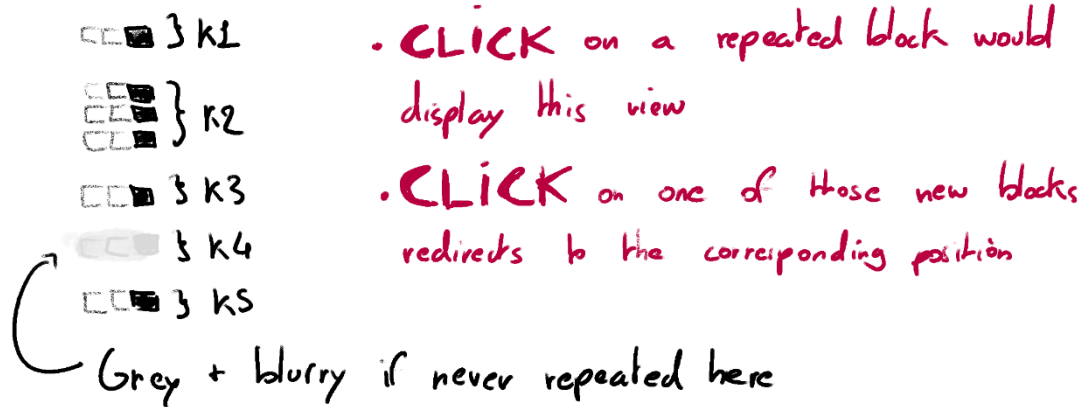 } K1
} K2
} K3
} K4
} K5
. CLICK on a repeated block would
display this view
. CLICK on one of those new blocks
redirects to the corresponding position
Grey + blurry if never repeated here